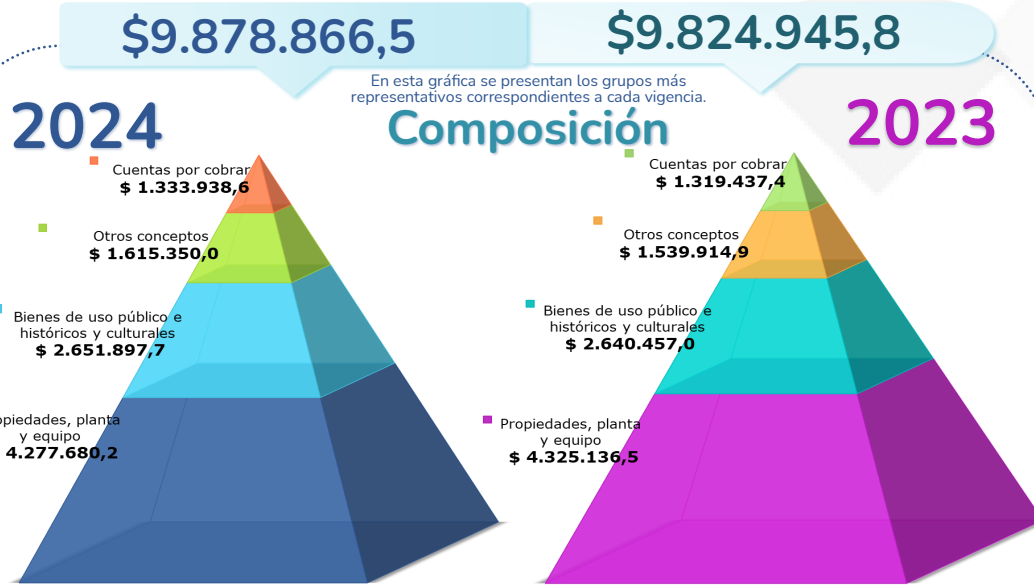 $9.878.866,5
$9.824.945,8
En esta gráfica se presentan los grupos más
representativos correspondientes a cada vigencia.
2024
Composición
2023
Cuentas por cobrar
$ 1.333.938,6
Otros conceptos
$ 1.615.350,0
Bienes de uso público e
históricos y culturales
$ 2.651.897,7
opiedades, planta
y equipo
4.277.680,2
Cuentas por cobrar
$ 1.319.437,4
Otros conceptos
$ 1.539.914,9
Bienes de uso público e
históricos y culturales
$ 2.640.457,0
Propiedades, planta
y equipo
$ 4.325.136,5